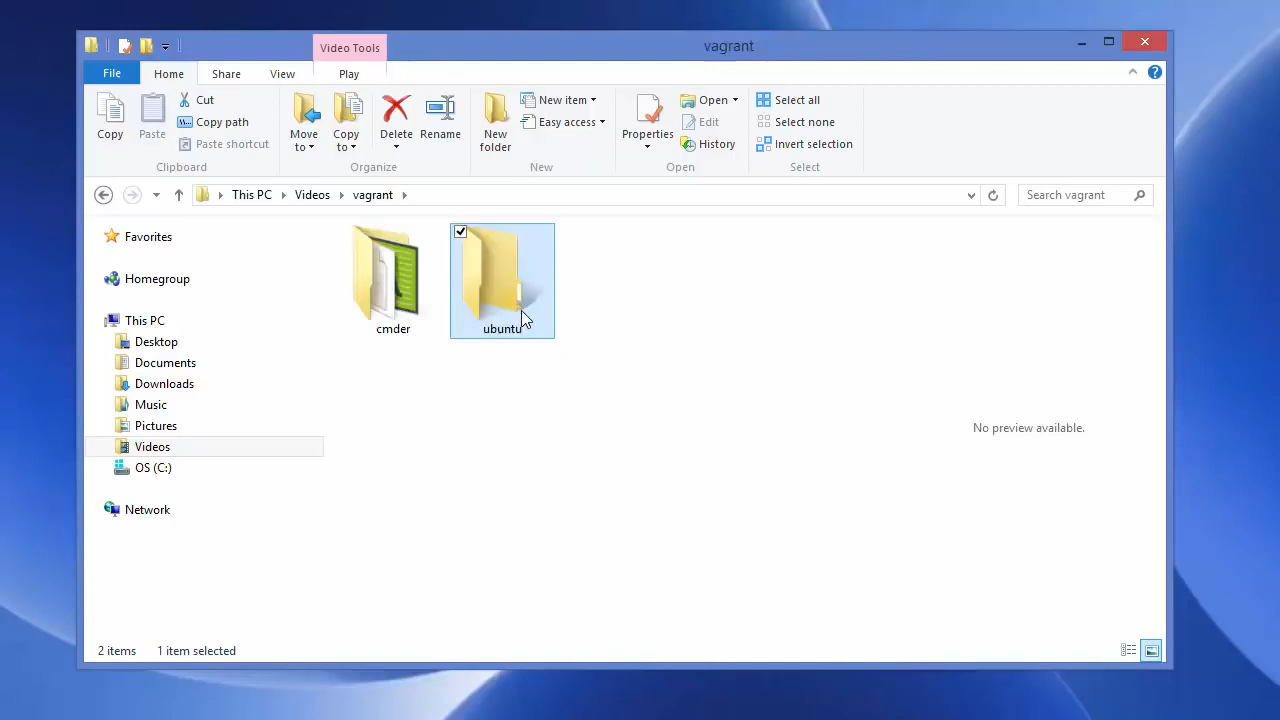 Video Tools
vagrant
File
Home
Share
View
Play
Copy
Paste
Cut
Copy path
Paste shortcut
Clipboard
Move to
Copy to
Delete
Rename
Organize
New folder
New item
Easy access
New
Properties
Open
Edit
History
Open
Select all
Select none
Invert selection
Select
This PC
Videos
vagrant
Search vagrant
Favorites
Homegroup
This PC
Desktop
Documents
Downloads
Music
Pictures
Videos
OS (C:)
Network
cmder
ubuntu
No preview available.
2 items
1 item selected